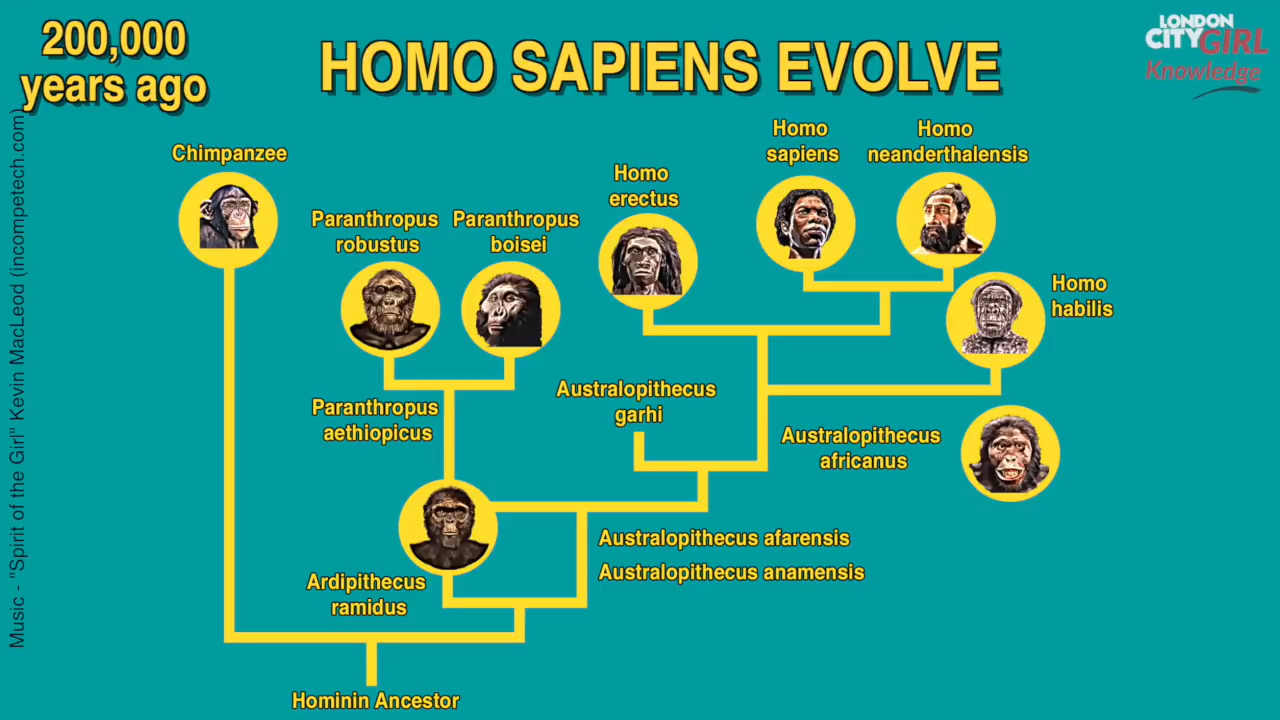 200,000
years ago
HOMO SAPIENS EVOLVE
LONDON
CITYGIRL
Knowledge
Music - "Spirit of the Girl" Kevin MacLeod (incompetech.com)
Chimpanzee
Paranthropus
robustus
Paranthropus
boisei
Homo
erectus
Homo
sapiens
Homo
neanderthalensis
Homo
habilis
Paranthropus
aethiopicus
Australopithecus
garhi
Australopithecus
africanus
Australopithecus afarensis
Australopithecus anamensis
Ardipithecus
ramidus
Hominin Ancestor